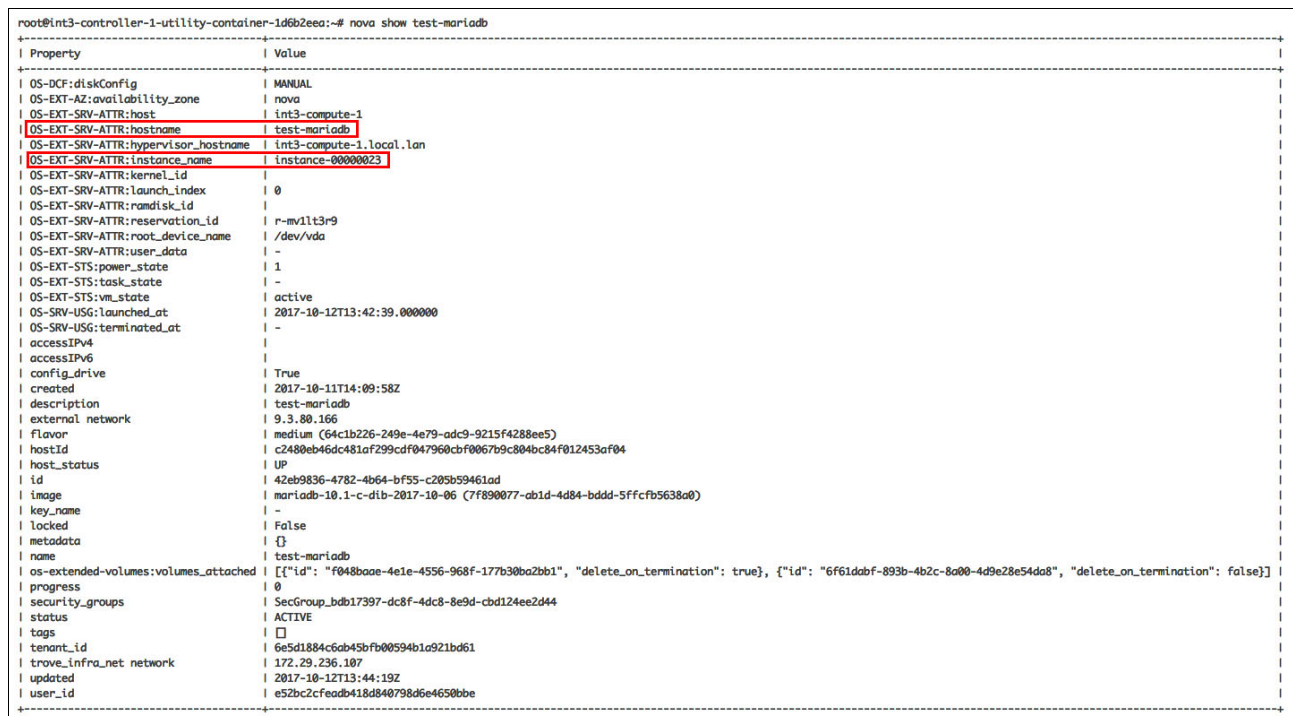 root@int3-controller-1-utility-container-1d6b2eea:~# nova show test-mariadb
| Property | Value |
| OS-DCF:diskConfig | MANUAL |
| OS-EXT-AZ:availability_zone | nova |
| OS-EXT-SRV-ATTR:host | int3-compute-1 |
| OS-EXT-SRV-ATTR:hostname | test-mariadb |
| OS-EXT-SRV-ATTR:hypervisor_hostname | int3-compute-1.local.lan |
| OS-EXT-SRV-ATTR:instance_name | instance-00000023 |
| OS-EXT-SRV-ATTR:kernel_id | |
| OS-EXT-SRV-ATTR:launch_index | 0 |
| OS-EXT-SRV-ATTR:ramdisk_id | |
| OS-EXT-SRV-ATTR:reservation_id | r-mv1lt3r9 |
| OS-EXT-SRV-ATTR:root_device_name | /dev/vda |
| OS-EXT-SRV-ATTR:user_data | - |
| OS-EXT-STS:power_state | 1 |
| OS-EXT-STS:task_state | - |
| OS-EXT-STS:vm_state | active |
| OS-SRV-USG:launched_at | 2017-10-12T13:42:39.000000 |
| OS-SRV-USG:terminated_at | - |
| accessIPv4 | |
| accessIPv6 | |
| config_drive | True |
| created | 2017-10-11T14:09:58Z |
| description | test-mariadb |
| external network | 9.3.80.166 |
| flavor | medium (64c1b226-249e-4e79-adc9-9215f4288ee5) |
| hostId | c2480eb46dc481af299cdf047960cbf0067b9c804bc84f012453af04 |
| host_status | UP |
| id | 42eb9836-4782-4b64-bf55-c205b59461ad |
| image | mariadb-10.1-c-dib-2017-10-06 (7f890077-ab1d-4d84-bddd-5ffcfb5638a0) |
| key_name | - |
| locked | False |
| metadata | {} |
| name | test-mariadb |
| os-extended-volumes:volumes_attached | [{"id": "f048baae-4e1e-4556-968f-177b30ba2bb1", "delete_on_termination": true}, {"id": "6f61dabf-893b-4b2c-8a00-4d9e28e54da8", "delete_on_termination": false}] |
| progress | 0 |
| security_groups | SecGroup_bdb17397-dc8f-4dc8-8e9d-cbd124ee2d44 |
| status | ACTIVE |
| tags | [] |
| tenant_id | 6e5d1884c6ab45bfb00594b1a921bd61 |
| trove_infra_net network | 172.29.236.107 |
| updated | 2017-10-12T13:44:19Z |
| user_id | e52bc2cfeadb418d840798d6e4650bbe |